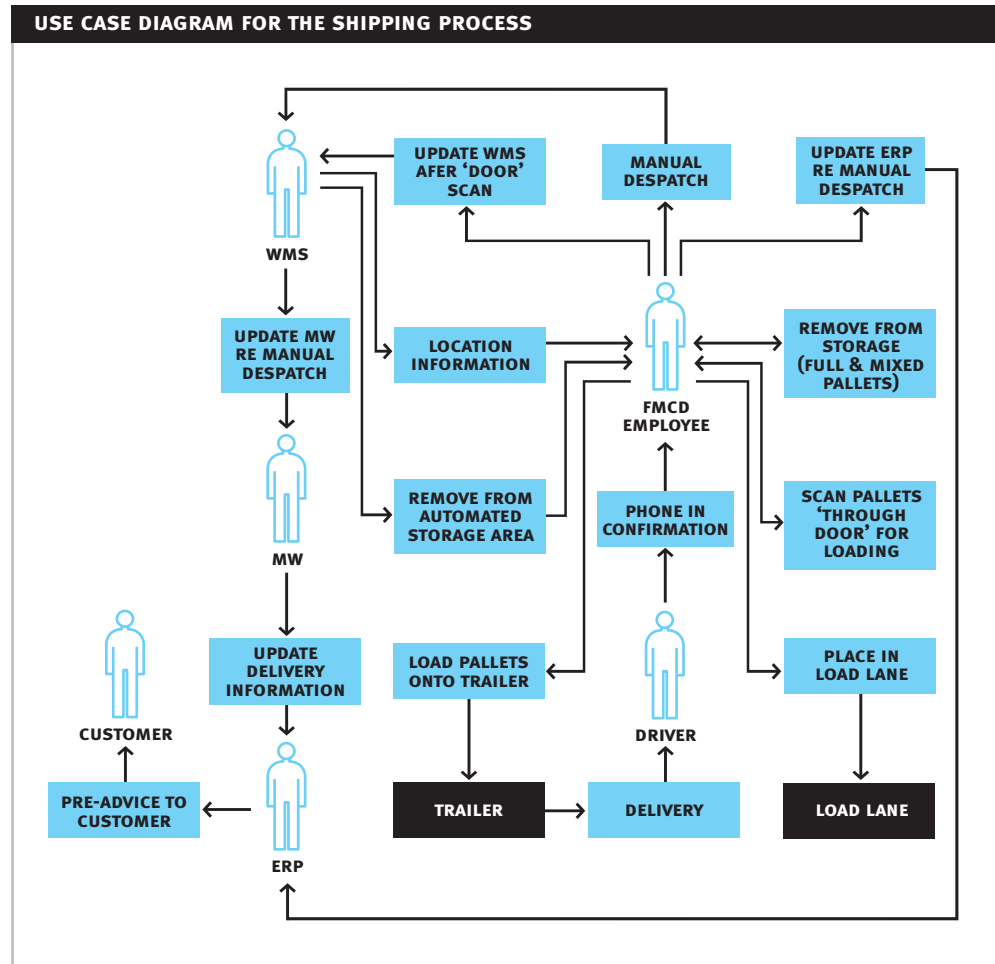 USE CASE DIAGRAM FOR THE SHIPPING PROCESS
UPDATE WMS
AFER ‘DOOR’
SCAN
MANUAL
DESPATCH
UPDATE ERP
RE MANUAL
DESPATCH
WMS
UPDATE MW
RE MANUAL
DESPATCH
LOCATION
INFORMATION
FMCD
EMPLOYEE
REMOVE FROM
STORAGE
(FULL & MIXED
PALLETS)
MW
REMOVE FROM
AUTOMATED
STORAGE AREA
PHONE IN
CONFIRMATION
SCAN PALLETS
‘THROUGH
DOOR’ FOR
LOADING
CUSTOMER
UPDATE
DELIVERY
INFORMATION
LOAD PALLETS
ONTO TRAILER
DRIVER
PLACE IN
LOAD LANE
PRE-ADVICE TO
CUSTOMER
ERP
TRAILER
DELIVERY
LOAD LANE